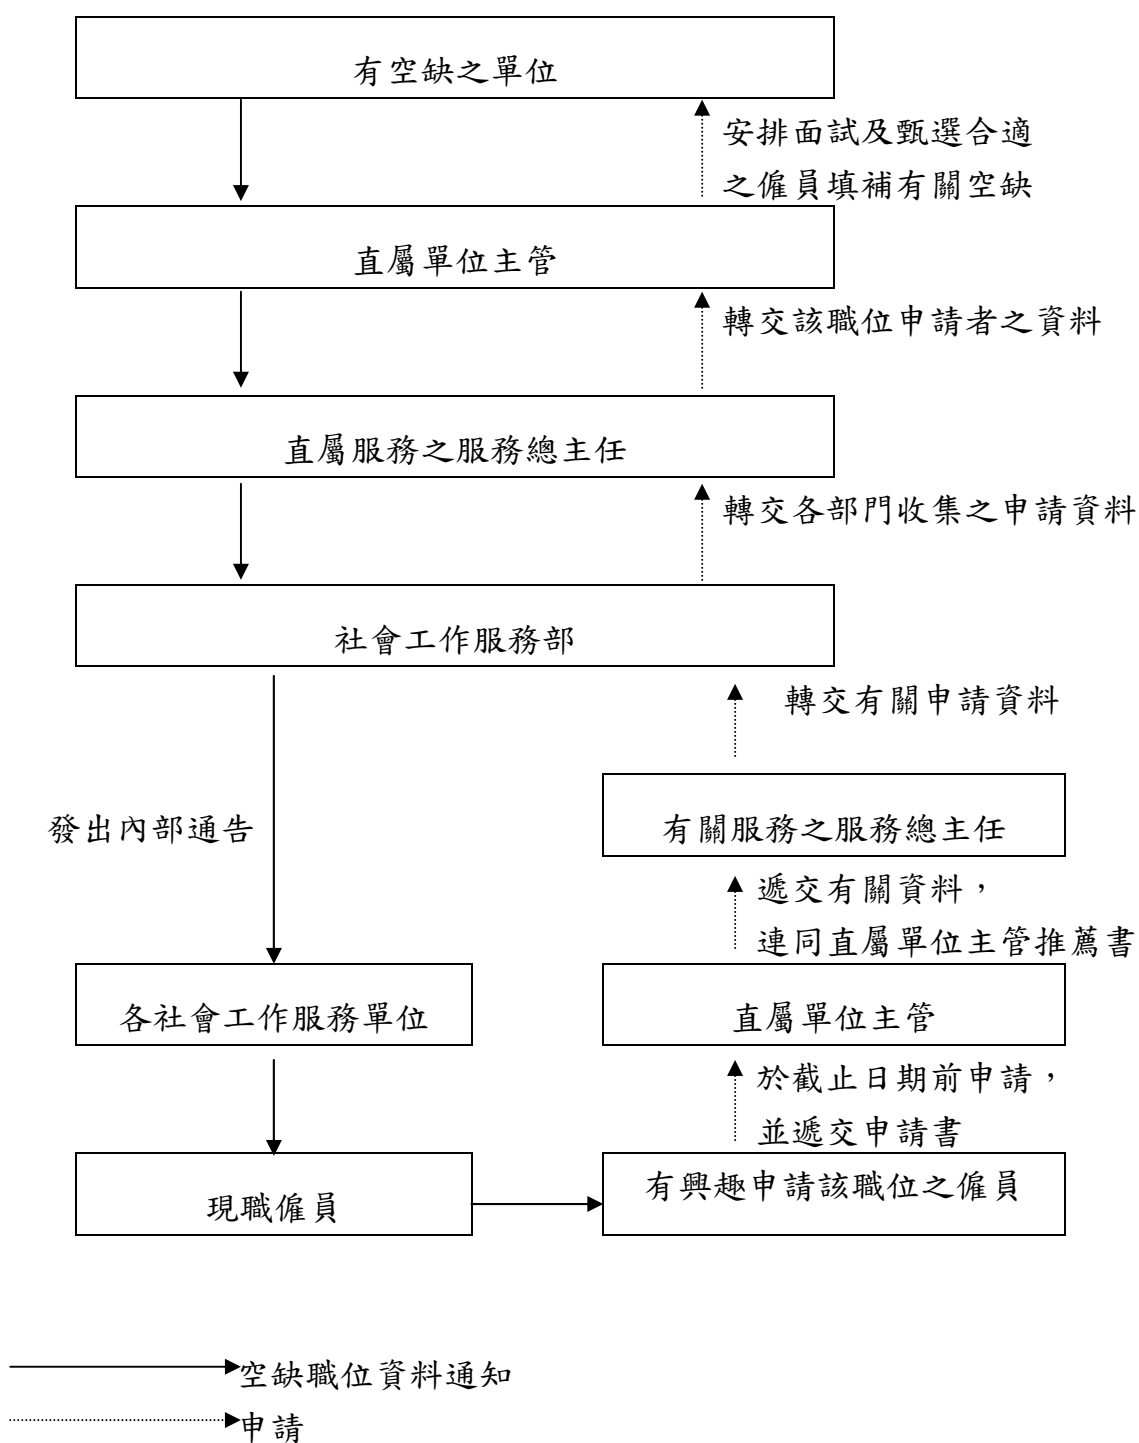 有空缺之單位
安排面試及甄選合適
之僱員填補有關空缺
直屬單位主管
轉交該職位申請者之資料
直屬服務之服務總主任
轉交各部門收集之申請資料
社會工作服務部
轉交有關申請資料
有關服務之服務總主任
發出內部通告
遞交有關資料，
連同直屬單位主管推薦書
各社會工作服務單位
直屬單位主管
於截止日期前申請，
並遞交申請書
有興趣申請該職位之僱員
現職僱員
空缺職位資料通知
申請